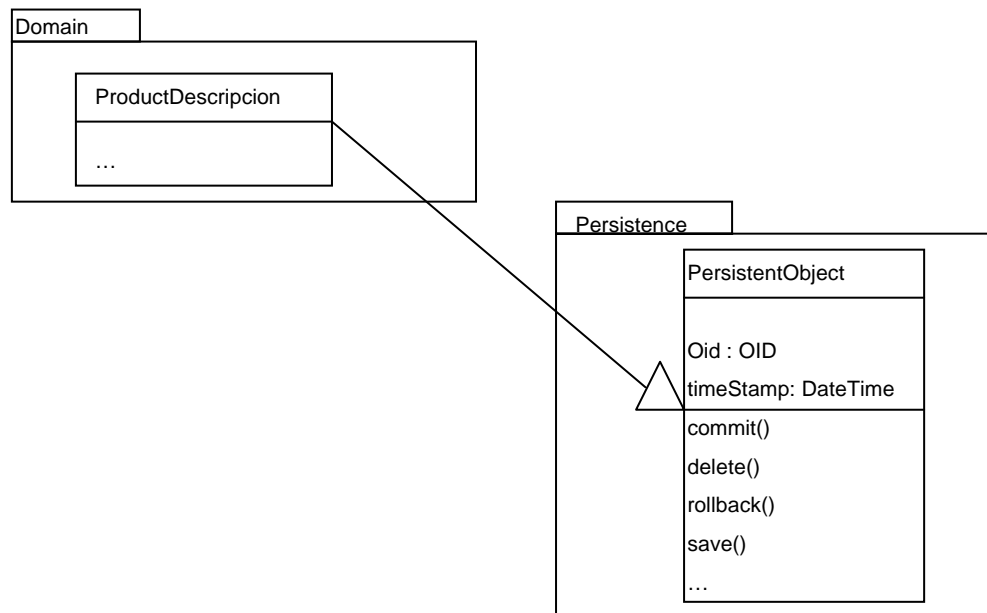 Domain
ProductDescripcion
…
Persistence
PersistentObject
Oid : OID
timeStamp: DateTime
commit()
delete()
rollback()
save()
…